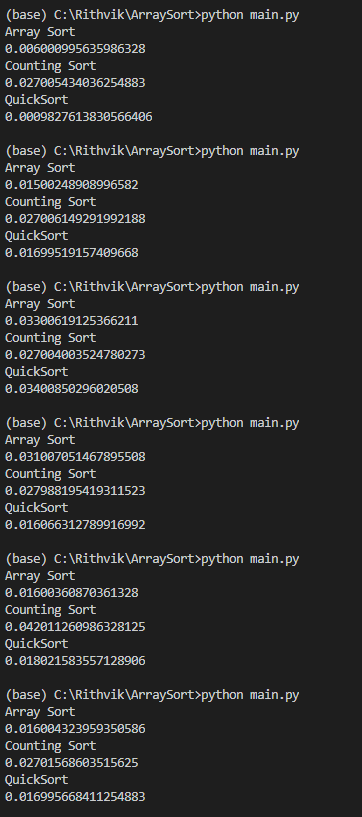 (base) C:\Rithvik\ArraySort>python main.py
Array Sort
0.006000995635986328
Counting Sort
0.027005434036254883
QuickSort
0.0009827613830566406
(base) C:\Rithvik\ArraySort>python main.py
Array Sort
0.01500248908996582
Counting Sort
0.027006149291992188
QuickSort
0.01699519157409668
(base) C:\Rithvik\ArraySort>python main.py
Array Sort
0.03300619125366211
Counting Sort
0.027004003524780273
QuickSort
0.03400850296020508
(base) C:\Rithvik\ArraySort>python main.py
Array Sort
0.031007051467895508
Counting Sort
0.027988195419311523
QuickSort
0.016066312789916992
(base) C:\Rithvik\ArraySort>python main.py
Array Sort
0.01600360870361328
Counting Sort
0.042011260986328125
QuickSort
0.018021583557128906
(base) C:\Rithvik\ArraySort>python main.py
Array Sort
0.016004323959350586
Counting Sort
0.02701568603515625
QuickSort
0.016995668411254883